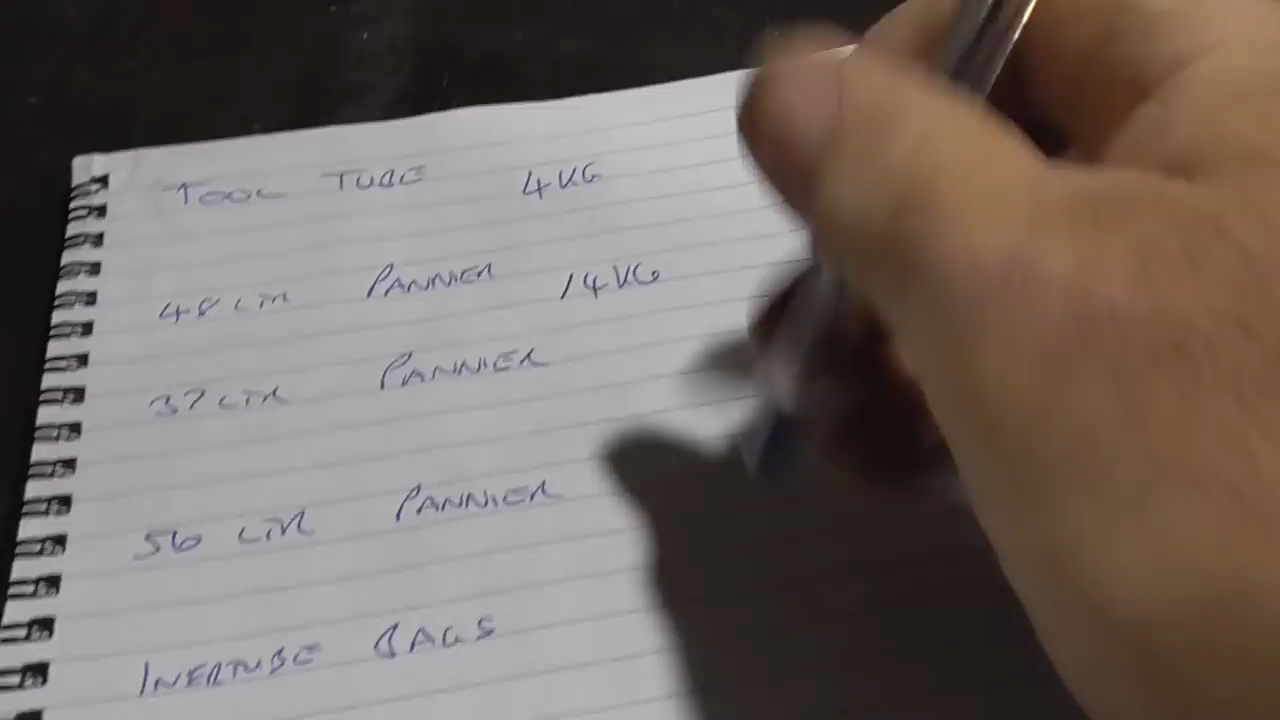 TOOL TUBE 4KG
48 LTR PANNIER 14KG
37 LTR PANNIER
56 LTR PANNIER
INERTUBE BAGS